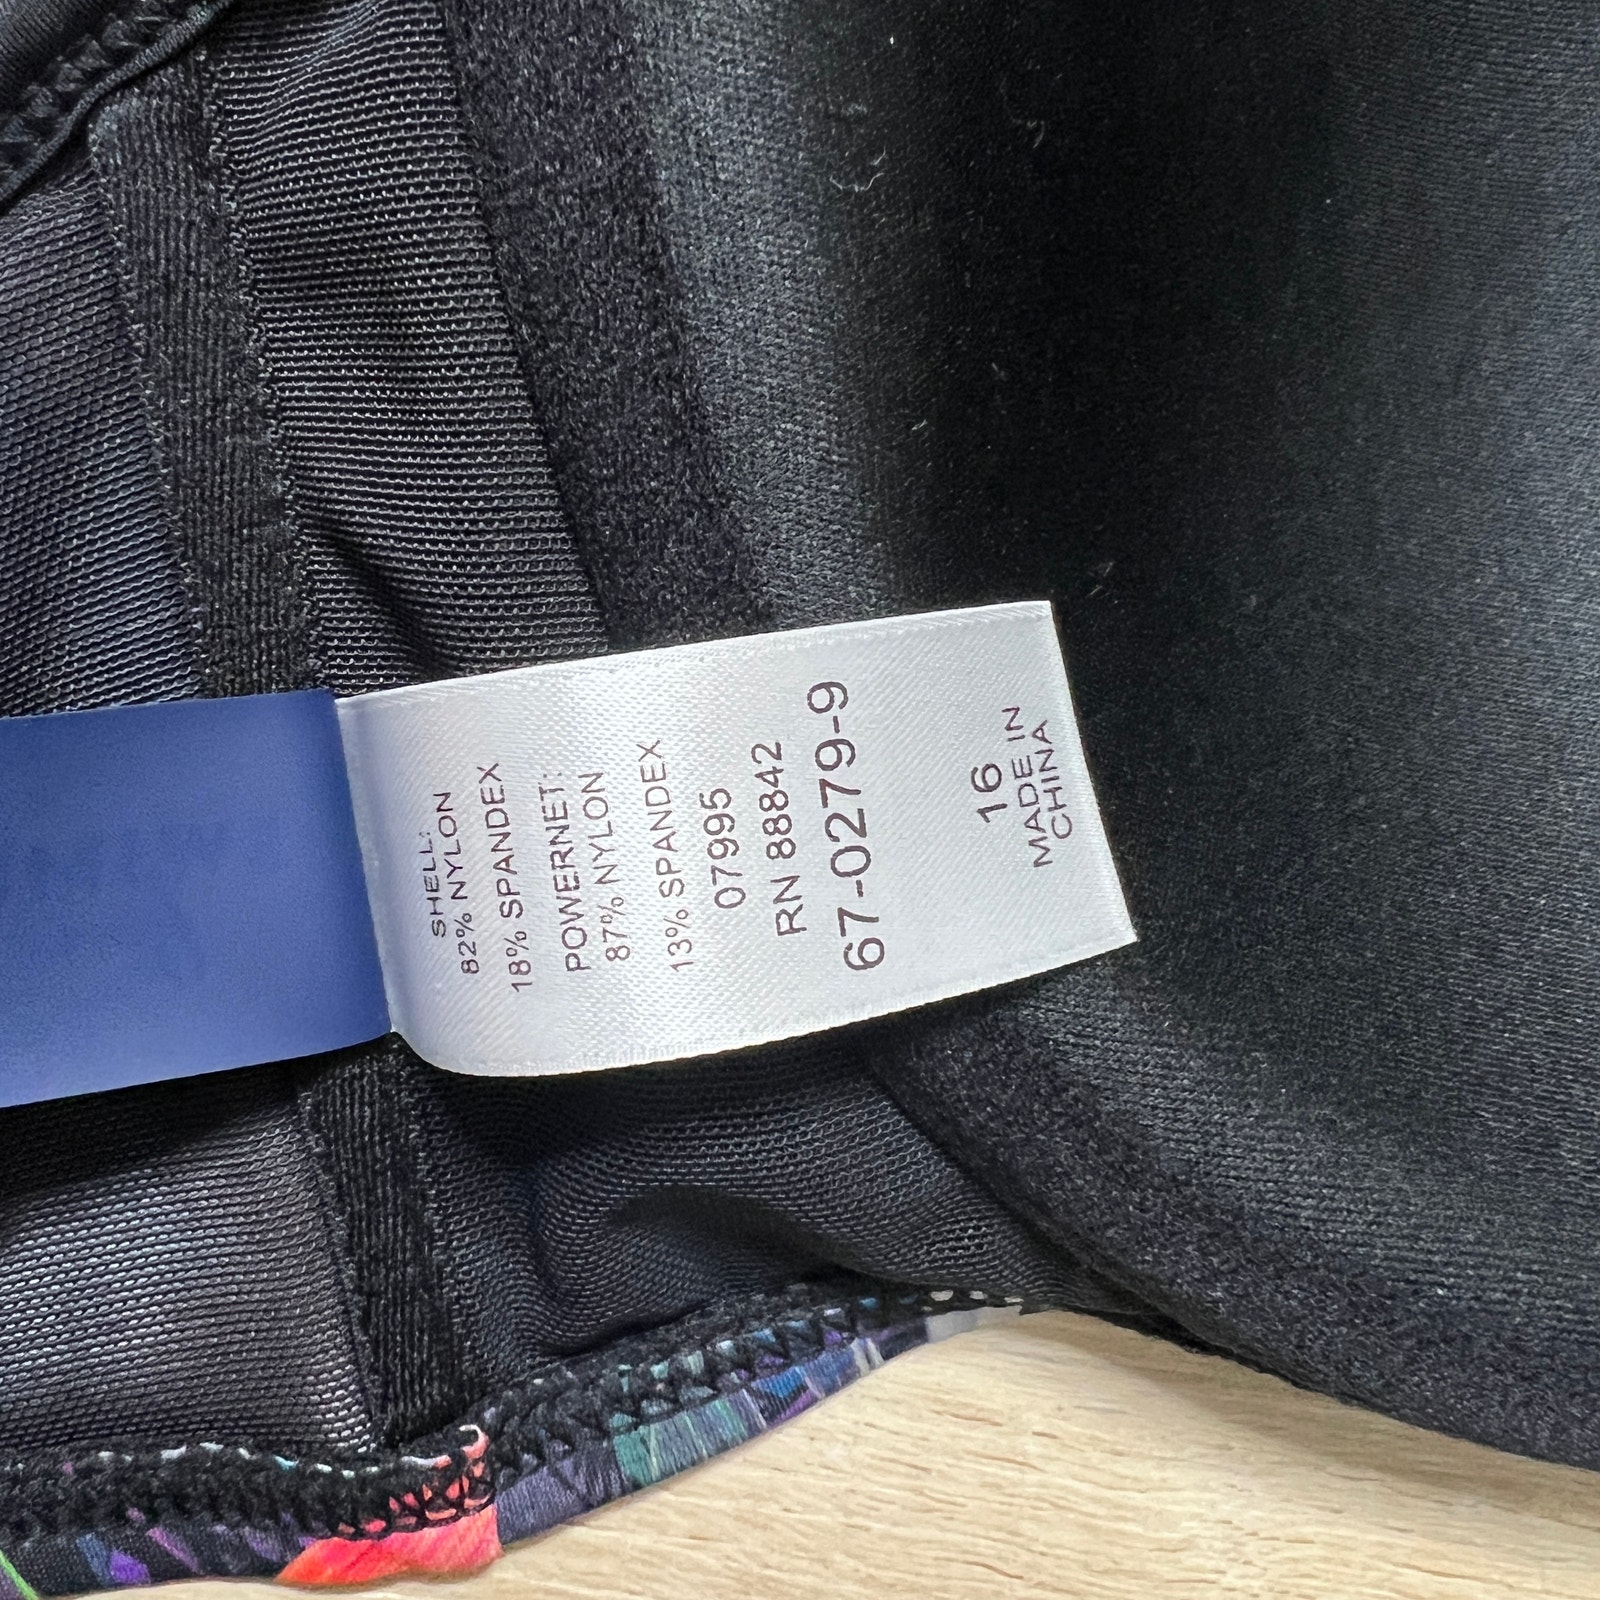 SHELL:
82% NYLON
18% SPANDEX
POWERNET:
87% NYLON
13% SPANDEX
07995
RN 88842
67-0279-9
16
MADE IN
CHINA